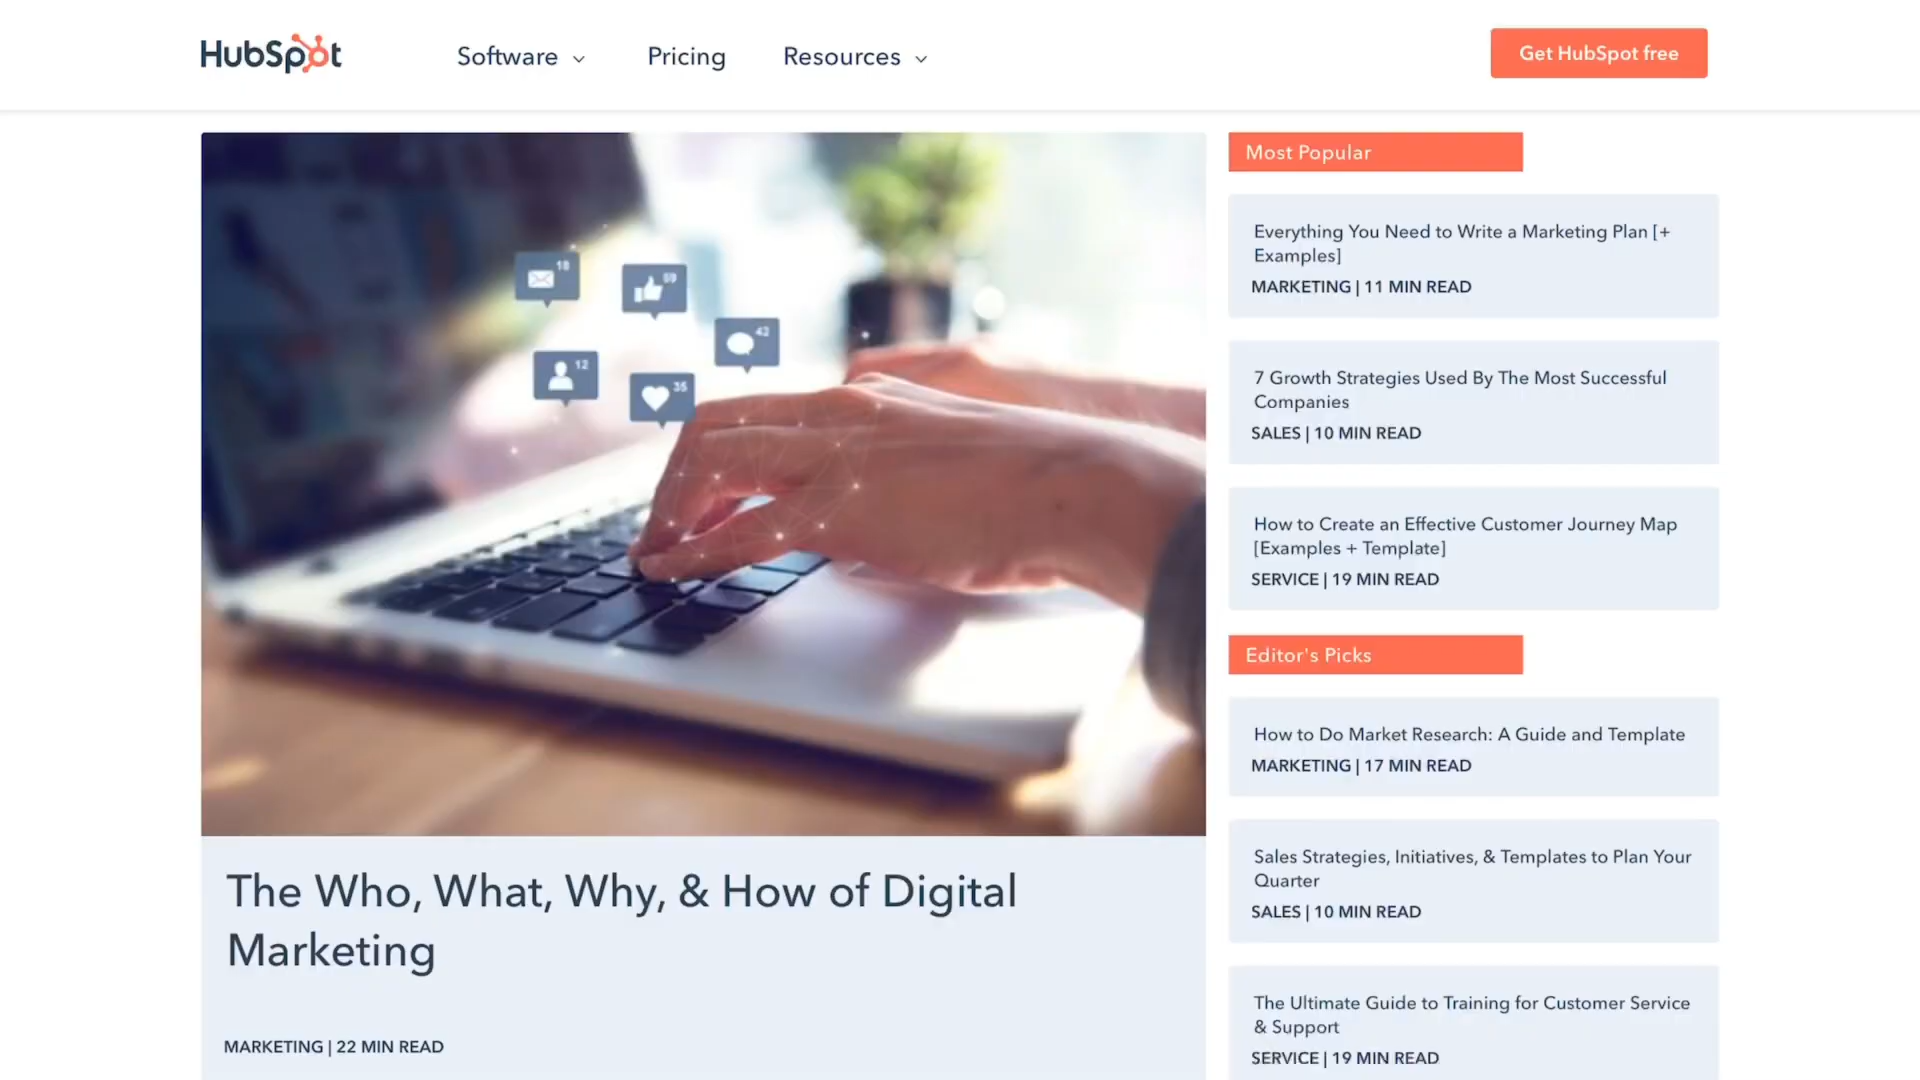 HubSpot
Software
Pricing
Resources
Get HubSpot free
18
59
42
12
35
The Who, What, Why, & How of Digital
Marketing
MARKETING | 22 MIN READ
Most Popular
Everything You Need to Write a Marketing Plan [+
Examples]
MARKETING | 11 MIN READ
7 Growth Strategies Used By The Most Successful
Companies
SALES | 10 MIN READ
How to Create an Effective Customer Journey Map
[Examples + Template]
SERVICE | 19 MIN READ
Editor's Picks
How to Do Market Research: A Guide and Template
MARKETING | 17 MIN READ
Sales Strategies, Initiatives, & Templates to Plan Your
Quarter
SALES | 10 MIN READ
The Ultimate Guide to Training for Customer Service
& Support
SERVICE | 19 MIN READ